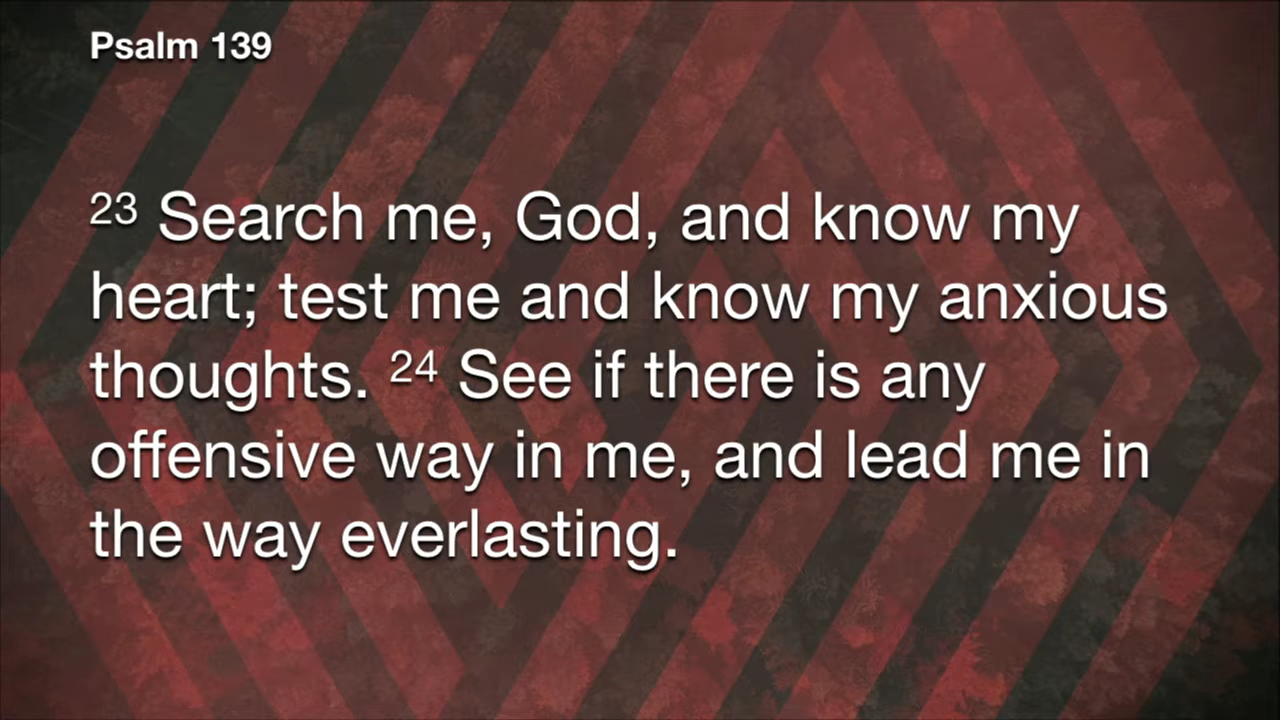 Psalm 139
23 Search me, God, and know my
heart; test me and know my anxious
thoughts. 24 See if there is any
offensive way in me, and lead me in
the way everlasting.